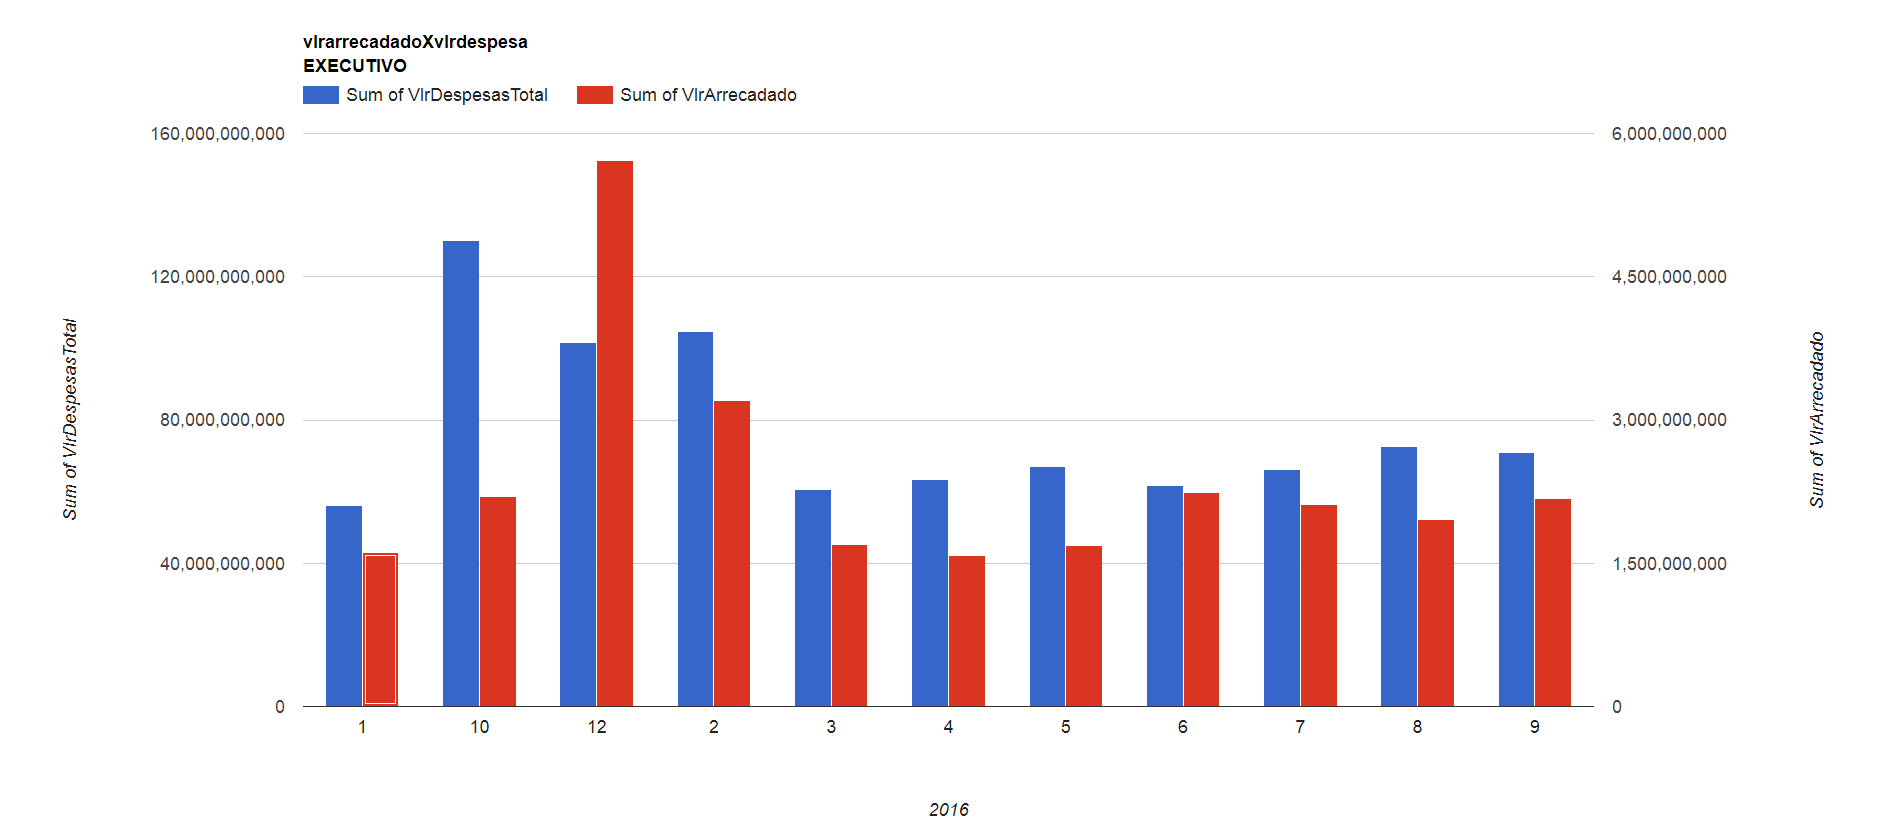 vlrarrecadadoXvlrdespesa
EXECUTIVO
Sum of VlrDespesasTotal
Sum of VlrArrecadado
160,000,000,000
120,000,000,000
80,000,000,000
40,000,000,000
0
6,000,000,000
4,500,000,000
3,000,000,000
1,500,000,000
0
Sum of VlrDespesasTotal
Sum of VlrArrecadado
1 10 12 2 3 4 5 6 7 8 9
2016